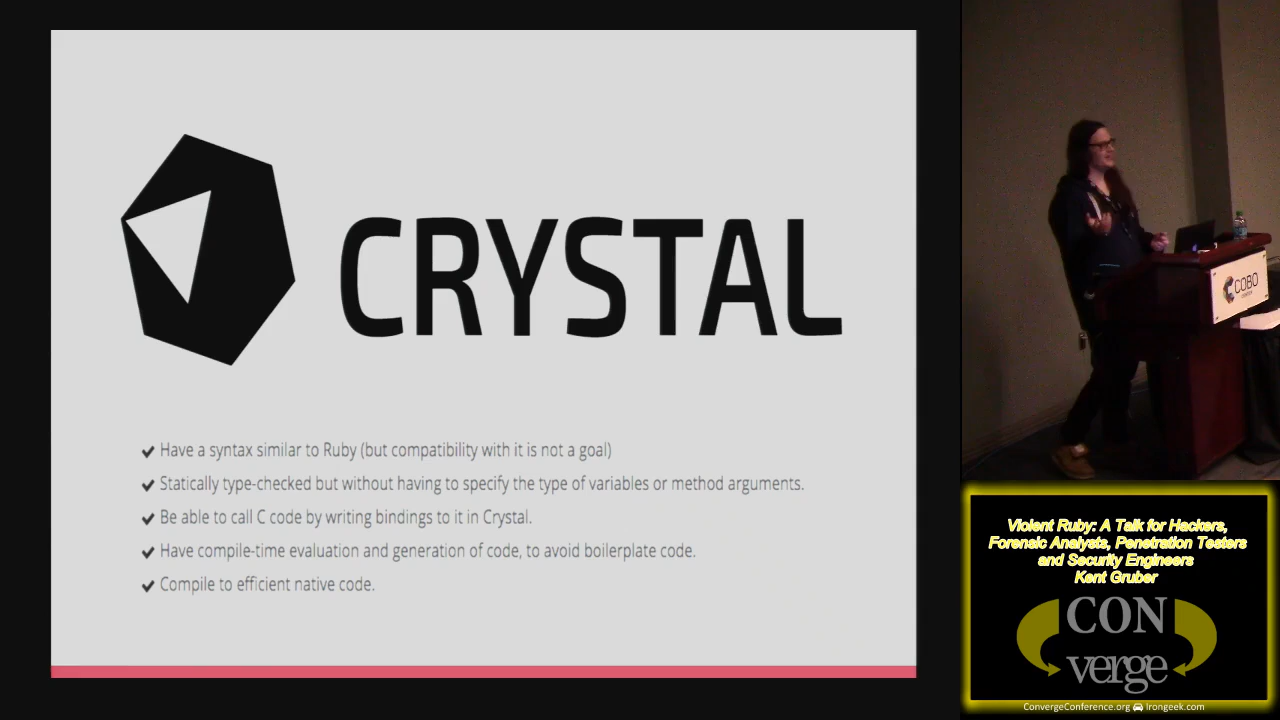 CRYSTAL
Have a syntax similar to Ruby (but compatibility with it is not a goal)
Statically type-checked but without having to specify the type of variables or method arguments.
Be able to call C code by writing bindings to it in Crystal.
Have compile-time evaluation and generation of code, to avoid boilerplate code.
Compile to efficient native code.
COBO
Violent Ruby: A Talk for Hackers,
Forensic Analysts, Penetration Testers
and Security Engineers
Kent Gruber
CON
verge
ConvergeConference.org Irongeek.com